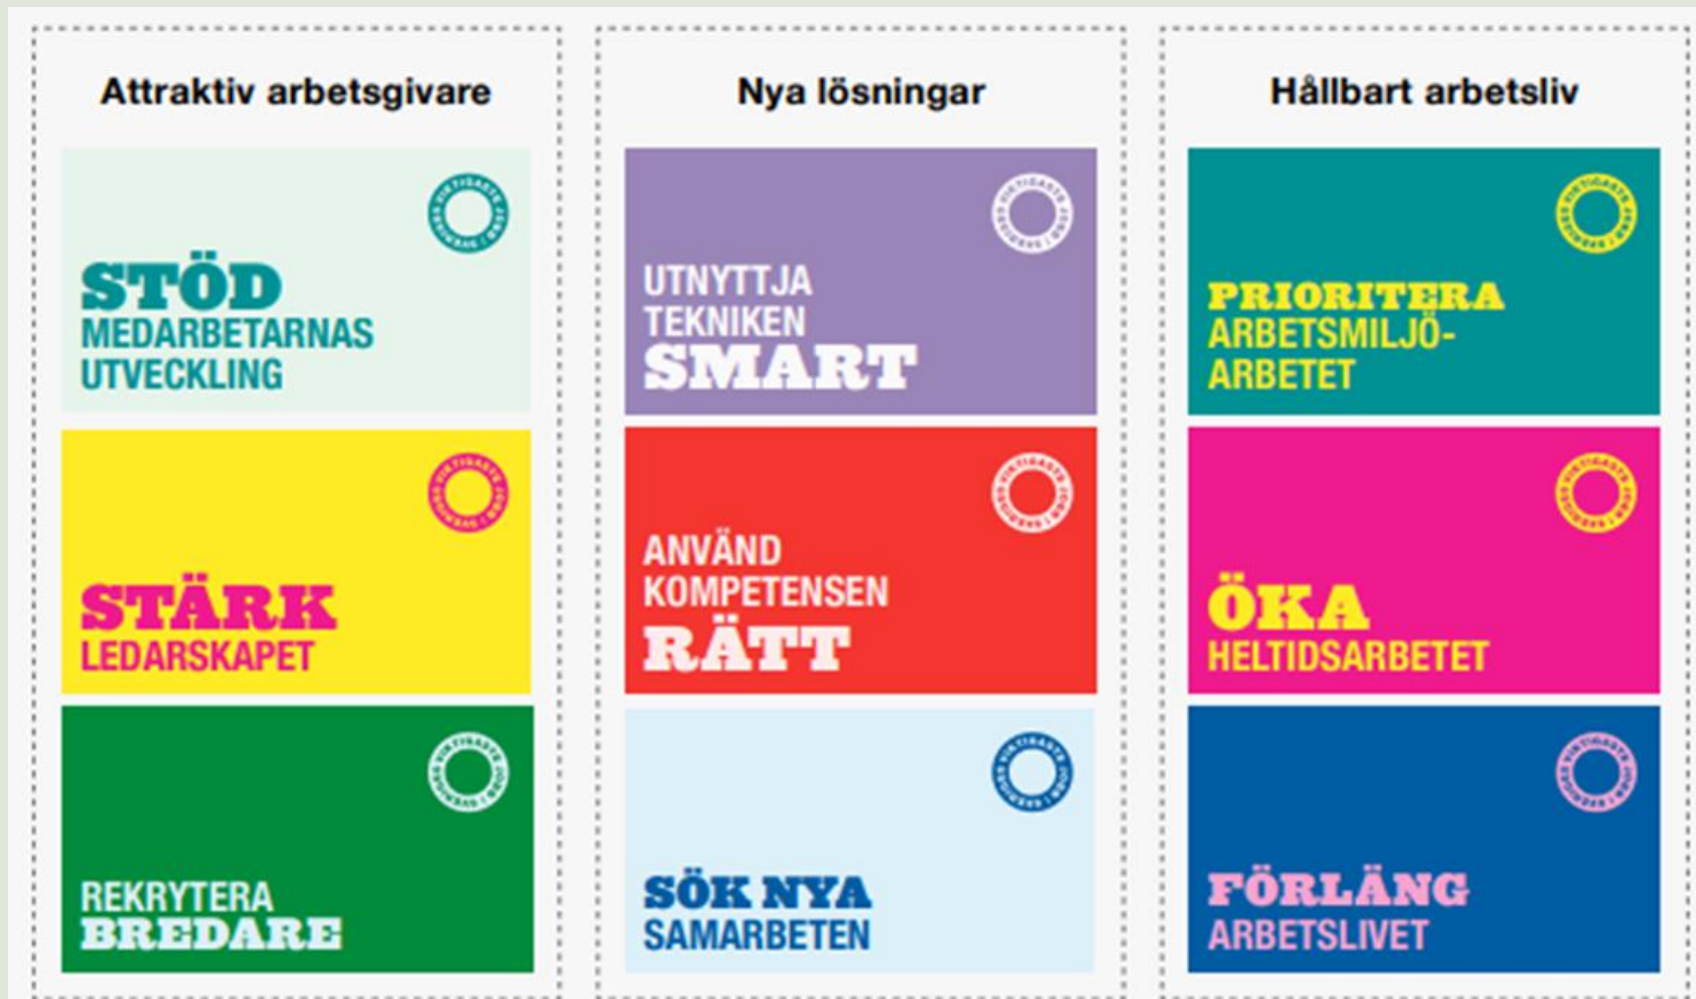 Attraktiv arbetsgivare
STÖD
MEDARBETARNAS
UTVECKLING
STÄRK
LEDARSKAPET
REKRYTERA
BREDARE
Nya lösningar
UTNYTTJA
TEKNIKEN
SMART
ANVÄND
KOMPETENSEN
RÄTT
SÖK NYA
SAMARBETEN
Hållbart arbetsliv
PRIORITERA
ARBETSMILJÖ-
ARBETET
ÖKA
HELTIDSARBETET
FÖRLÄNG
ARBETSLIVET